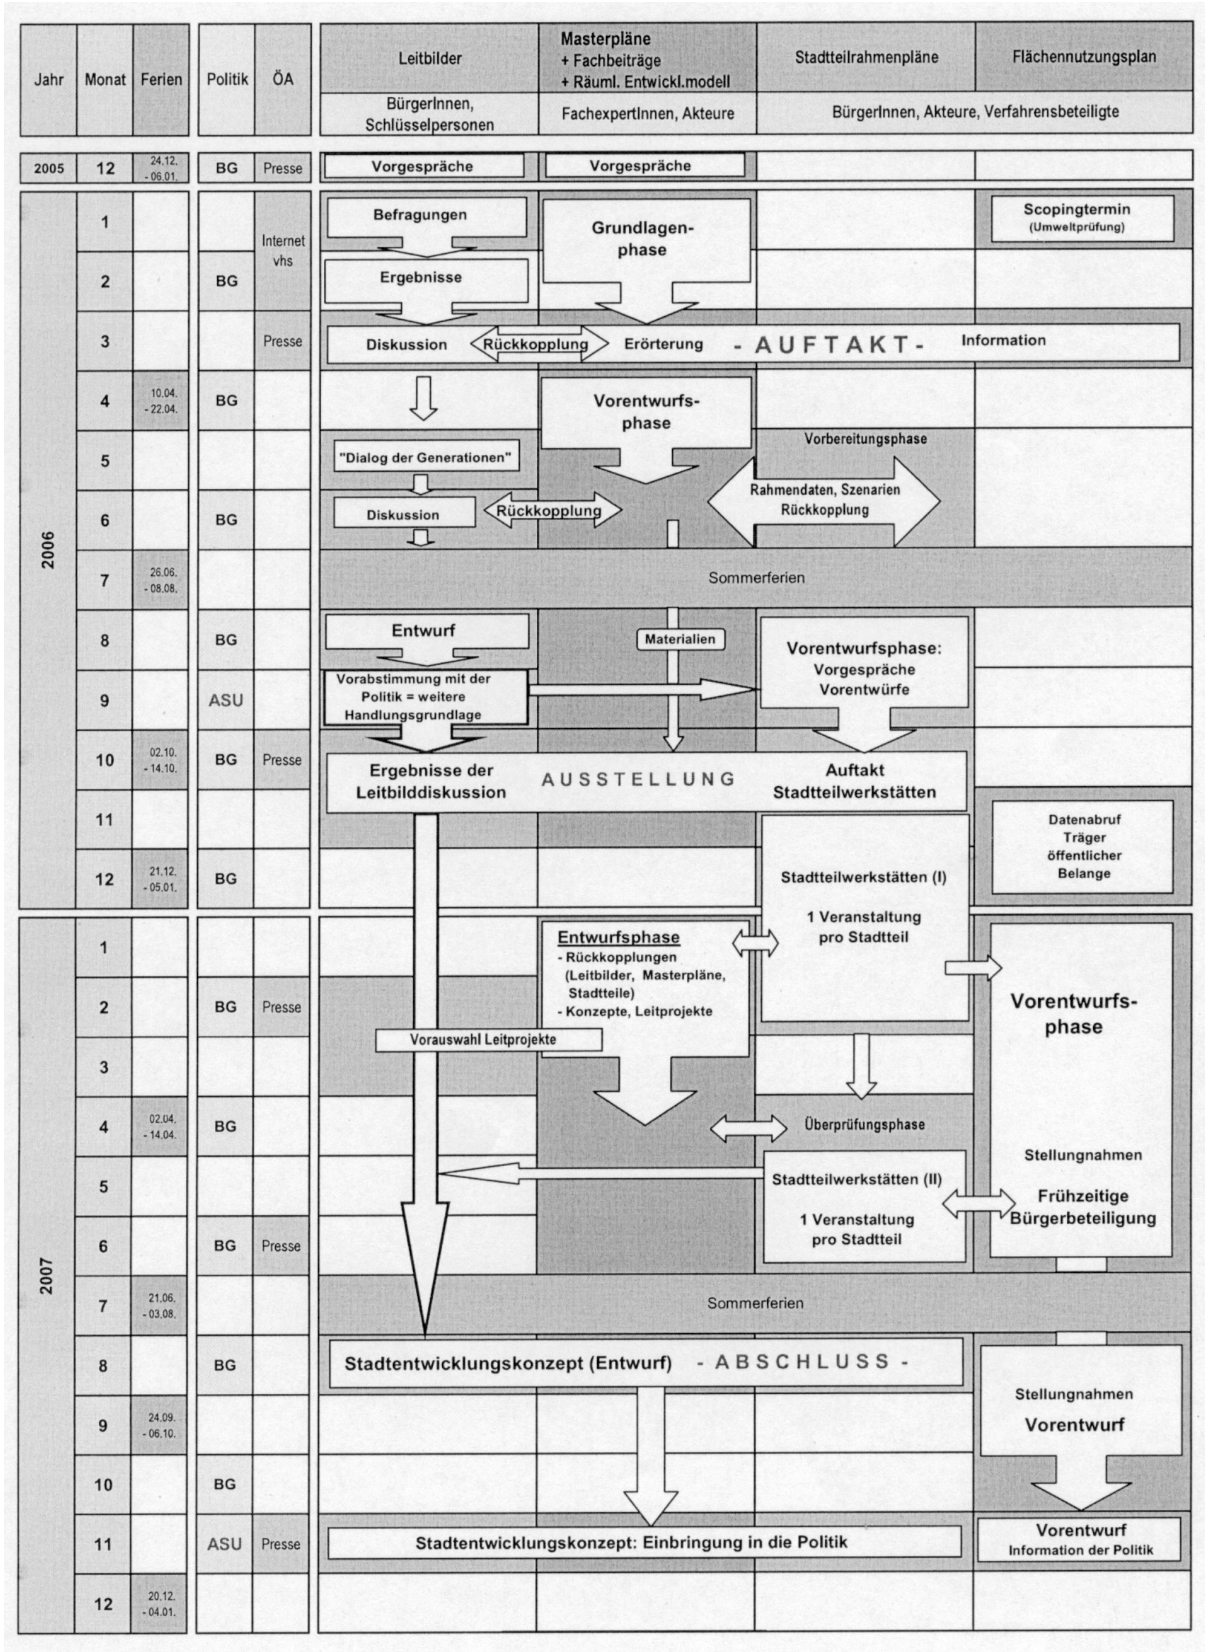 Jahr
Monat
Ferien
Politik
ÖA
Leitbilder
Masterpläne
+ Fachbeiträge
+ Räuml. Entwickl.modell
Stadtteilrahmenpläne
Flächennutzungsplan
BürgerInnen,
Schlüsselpersonen
FachexpertInnen, Akteure
BürgerInnen, Akteure, Verfahrensbeteiligte
2005
12
24.12.
- 06.01.
BG
Presse
Vorgespräche
Vorgespräche
2006
1
Internet
vhs
Befragungen
Grundlagen-
phase
Scopingtermin
(Umweltprüfung)
2
BG
Ergebnisse
3
Presse
Diskussion
Rückkopplung
Erörterung
- AUFTAKT -
Information
4
10.04.
- 22.04.
BG
Vorentwurfs-
phase
5
"Dialog der Generationen"
Vorbereitungsphase
Rahmendaten, Szenarien
Rückkopplung
6
BG
Diskussion
Rückkopplung
7
26.06.
- 08.08.
Sommerferien
8
BG
Entwurf
Materialien
Vorentwurfsphase:
Vorgespräche
Vorentwürfe
9
ASU
Vorabstimmung mit der
Politik = weitere
Handlungsgrundlage
10
02.10.
- 14.10.
BG
Presse
Ergebnisse der
Leitbilddiskussion
AUSSTELLUNG
Auftakt
Stadtteilwerkstätten
11
Datenabruf
Träger
öffentlicher
Belange
12
21.12.
- 05.01.
BG
Stadtteilwerkstätten (I)
1 Veranstaltung
pro Stadtteil
2007
1
Entwurfsphase
- Rückkopplungen
(Leitbilder, Masterpläne,
Stadtteile)
- Konzepte, Leitprojekte
Vorentwurfs-
phase
2
BG
Presse
Vorauswahl Leitprojekte
3
4
02.04.
- 14.04.
BG
Überprüfungsphase
Stellungnahmen
5
Stadtteilwerkstätten (II)
1 Veranstaltung
pro Stadtteil
Frühzeitige
Bürgerbeteiligung
6
BG
Presse
7
21.06.
- 03.08.
Sommerferien
8
BG
Stadtentwicklungskonzept (Entwurf)
- ABSCHLUSS -
Stellungnahmen
Vorentwurf
9
24.09.
- 06.10.
10
BG
11
ASU
Presse
Stadtentwicklungskonzept: Einbringung in die Politik
Vorentwurf
Information der Politik
12
20.12.
- 04.01.